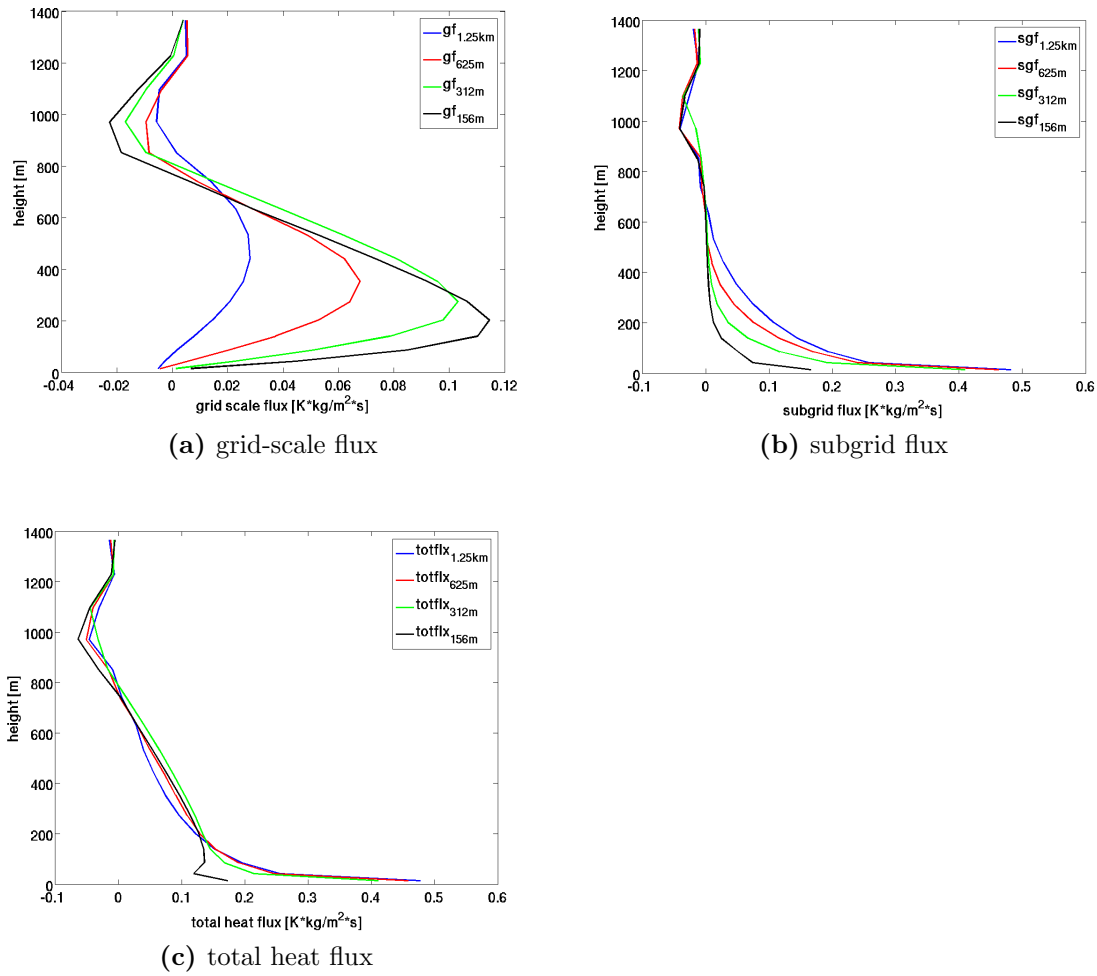 1400
1200
1000
800
600
400
200
0
height [m]
-0.04
-0.02
0
0.02
0.04
0.06
0.08
0.1
0.12
grid scale flux [K*kg/m²*s]
gf1.25km
gf625m
gf312m
gf156m
(a) grid-scale flux
1400
1200
1000
800
600
400
200
0
height [m]
-0.1
0
0.1
0.2
0.3
0.4
0.5
0.6
subgrid flux [K*kg/m²*s]
sgf1.25km
sgf625m
sgf312m
sgf156m
(b) subgrid flux
1400
1200
1000
800
600
400
200
0
height [m]
-0.1
0
0.1
0.2
0.3
0.4
0.5
0.6
total heat flux [K*kg/m²*s]
totflx1.25km
totflx625m
totflx312m
totflx156m
(c) total heat flux